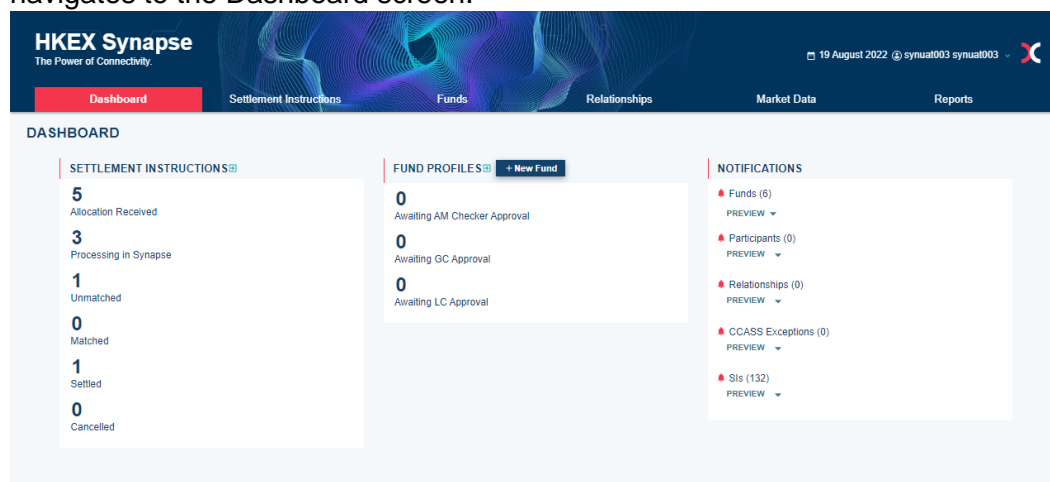 navigates to the Dashboard screen.
HKEX Synapse
The Power of Connectivity.
19 August 2022 synuat003 synuat003
Dashboard Settlement Instructions Funds Relationships Market Data Reports
DASHBOARD
SETTLEMENT INSTRUCTIONS
5
Allocation Received
3
Processing in Synapse
1
Unmatched
0
Matched
1
Settled
0
Cancelled
FUND PROFILES + New Fund
0
Awaiting AM Checker Approval
0
Awaiting GC Approval
0
Awaiting LC Approval
NOTIFICATIONS
Funds (6)
PREVIEW
Participants (0)
PREVIEW
Relationships (0)
PREVIEW
CCASS Exceptions (0)
PREVIEW
SIs (132)
PREVIEW